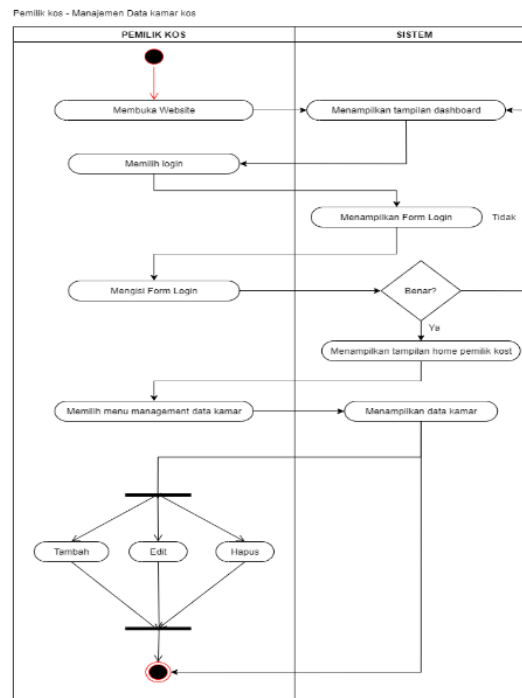 Pemilik kos - Manajemen Data kamar kos
PEMILIK KOS
SISTEM
Membuka Website
Menampilkan tampilan dashboard
Memilih login
Menampilkan Form Login
Tidak
Mengisi Form Login
Benar?
Ya
Menampilkan tampilan home pemilik kost
Memilih menu management data kamar
Menampilkan data kamar
Tambah
Edit
Hapus